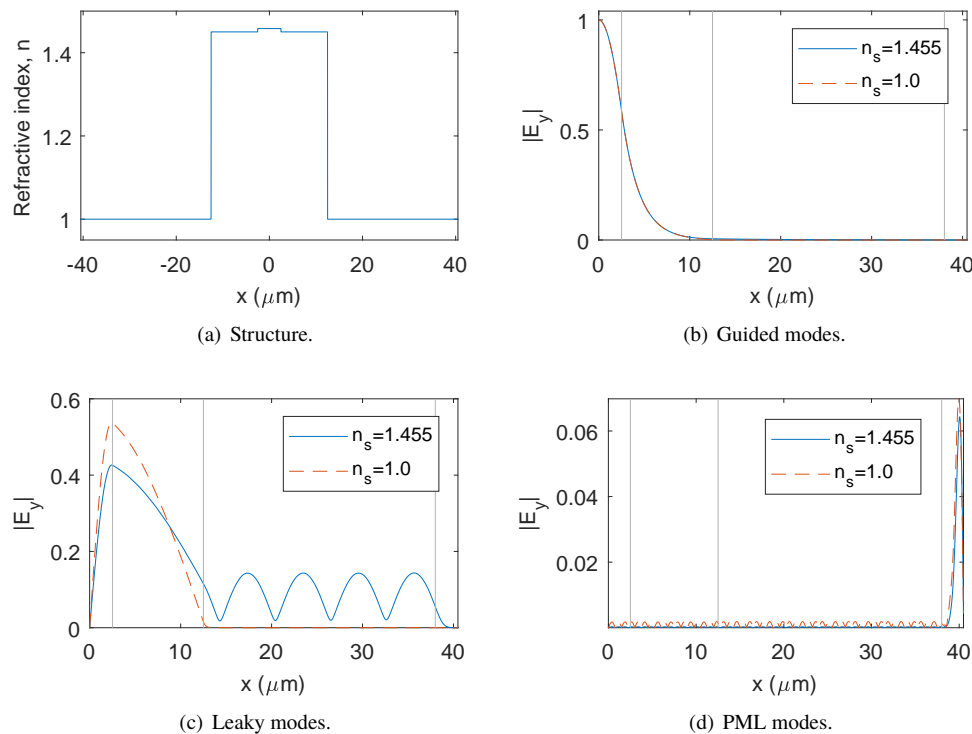 Refractive index, n
1.4
1.2
1
-40
-20
0
20
40
x (μm)
(a) Structure.
|E_y|
1
0.5
0
0
10
20
30
40
n_s=1.455
n_s=1.0
x (μm)
(b) Guided modes.
|E_y|
0.6
0.4
0.2
0
0
10
20
30
40
n_s=1.455
n_s=1.0
x (μm)
(c) Leaky modes.
|E_y|
0.06
0.04
0.02
0
10
20
30
40
n_s=1.455
n_s=1.0
x (μm)
(d) PML modes.